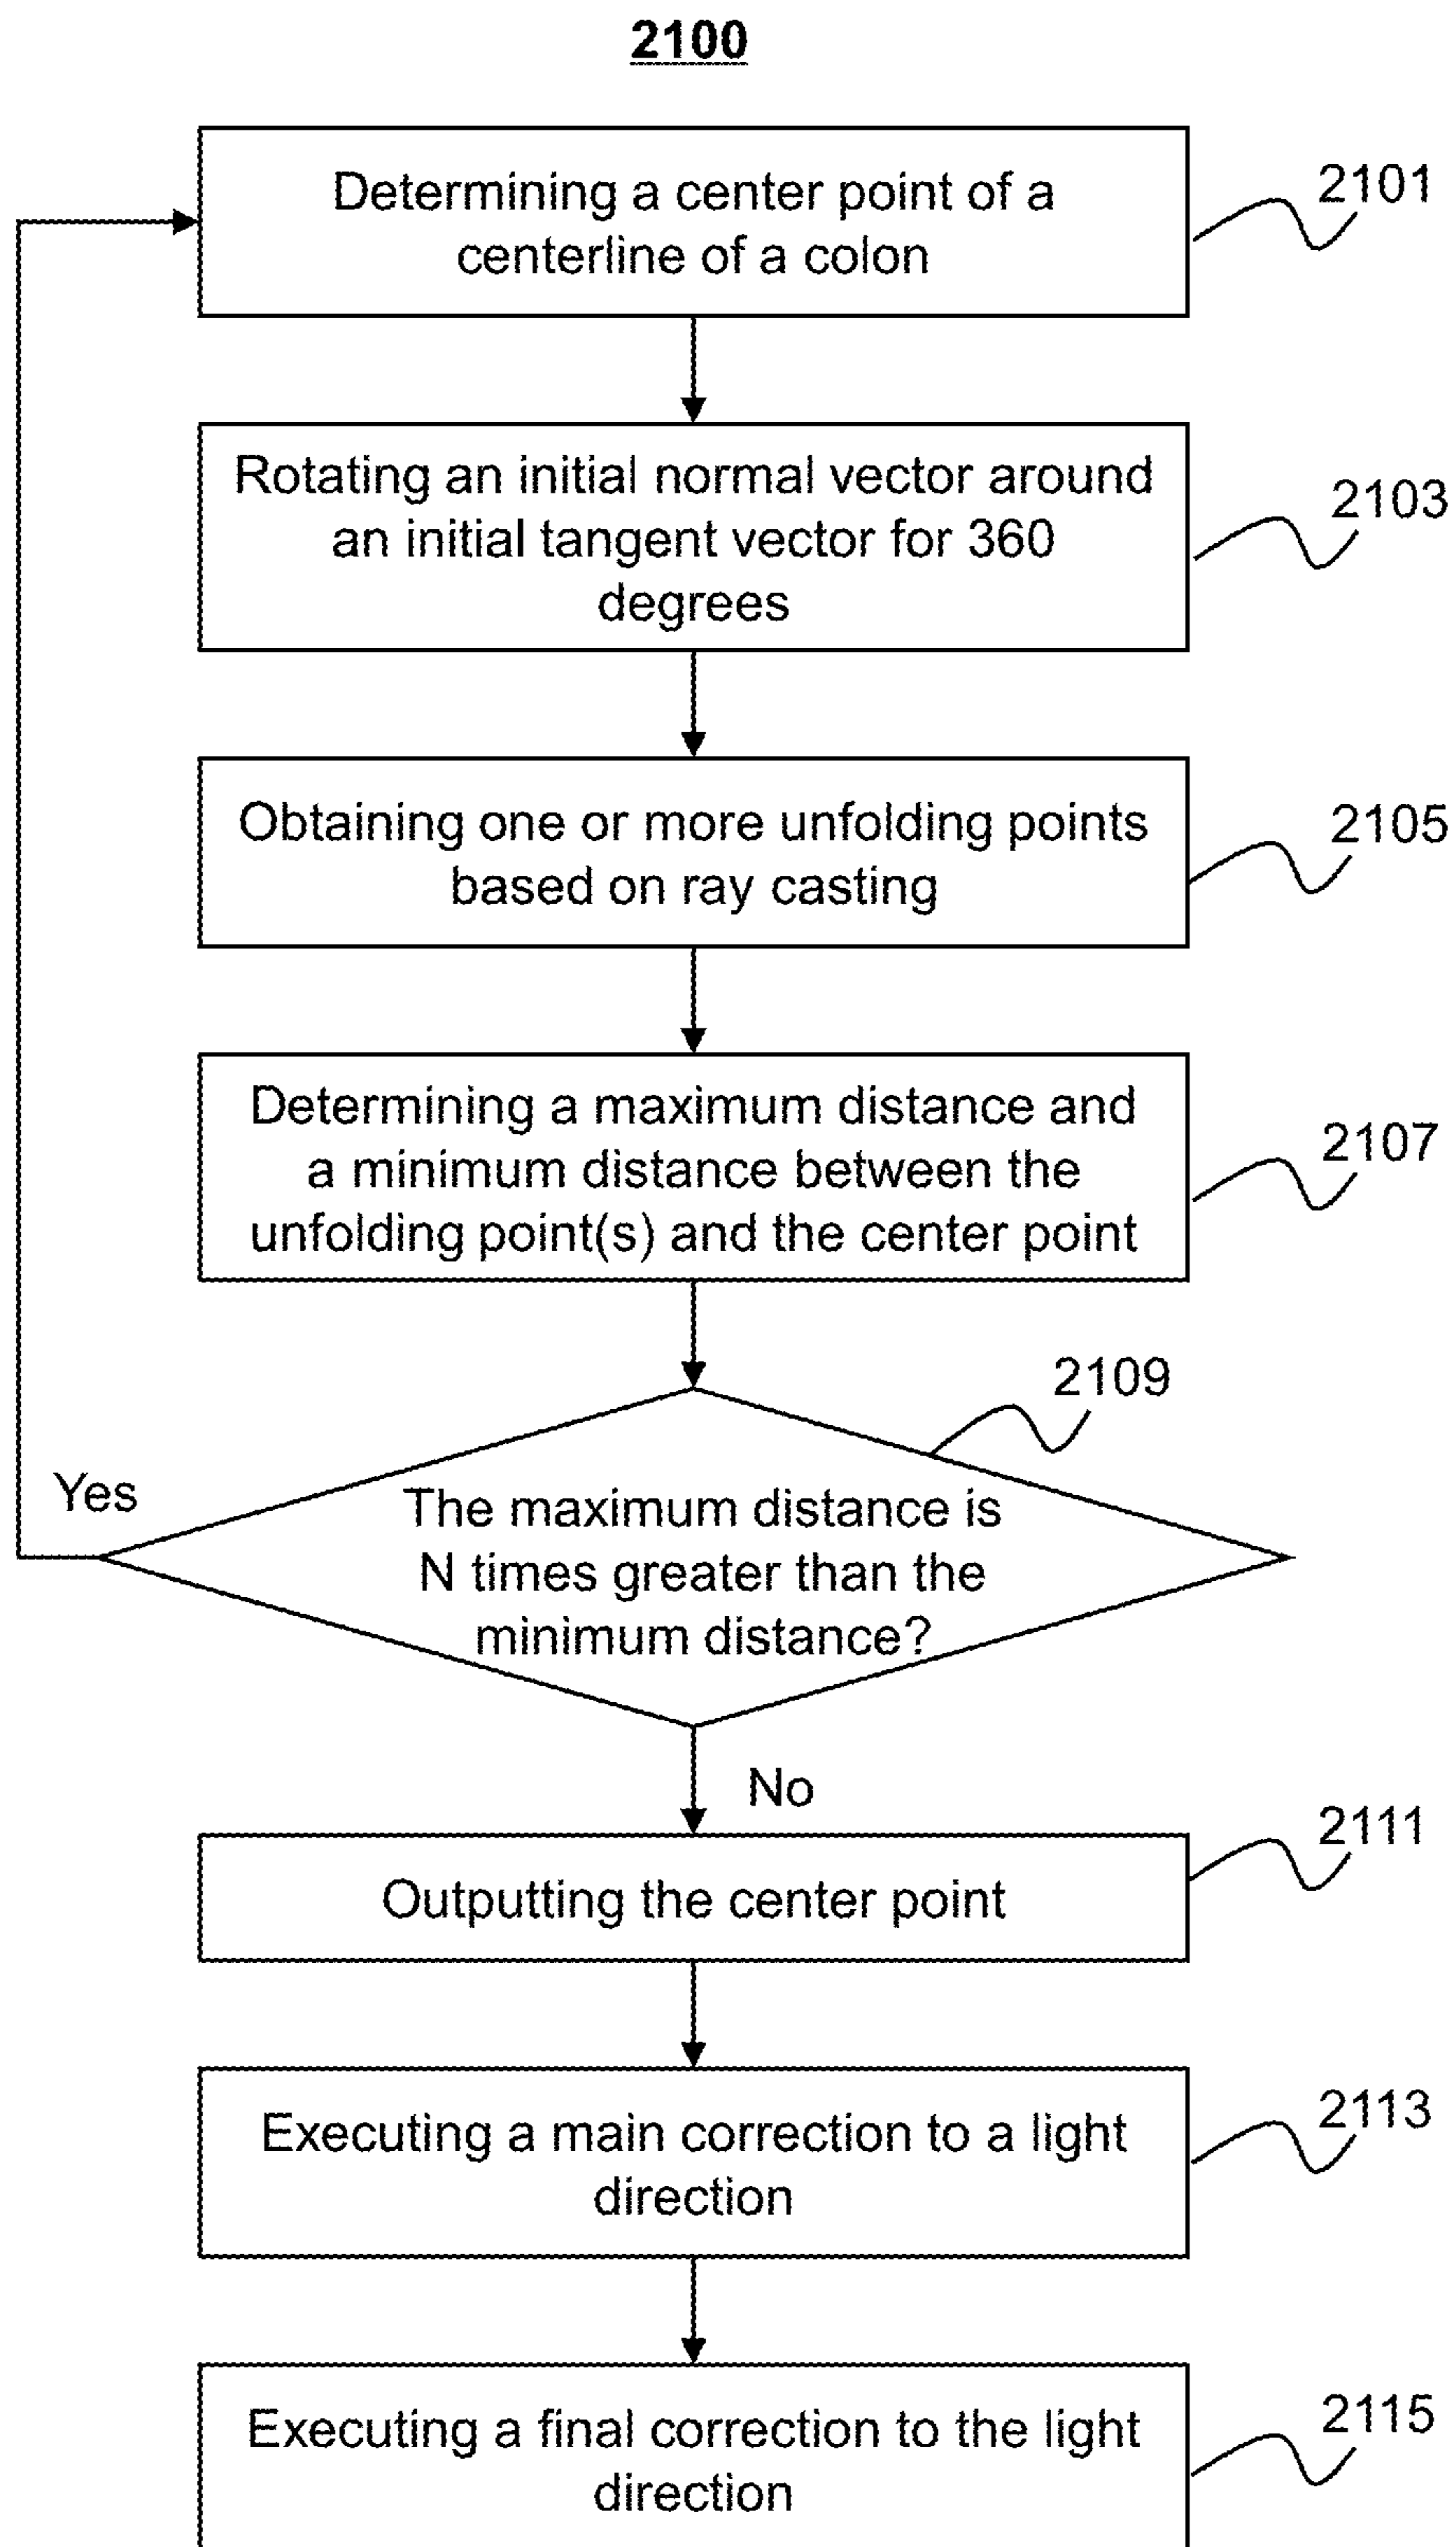 2100
Determining a center point of a
centerline of a colon
2101
Rotating an initial normal vector around
an initial tangent vector for 360
degrees
2103
Obtaining one or more unfolding points
based on ray casting
2105
Determining a maximum distance and
a minimum distance between the
unfolding point(s) and the center point
2107
2109
Yes
The maximum distance is
N times greater than the
minimum distance?
No
2111
Outputting the center point
2113
Executing a main correction to a light
direction
2115
Executing a final correction to the light
direction